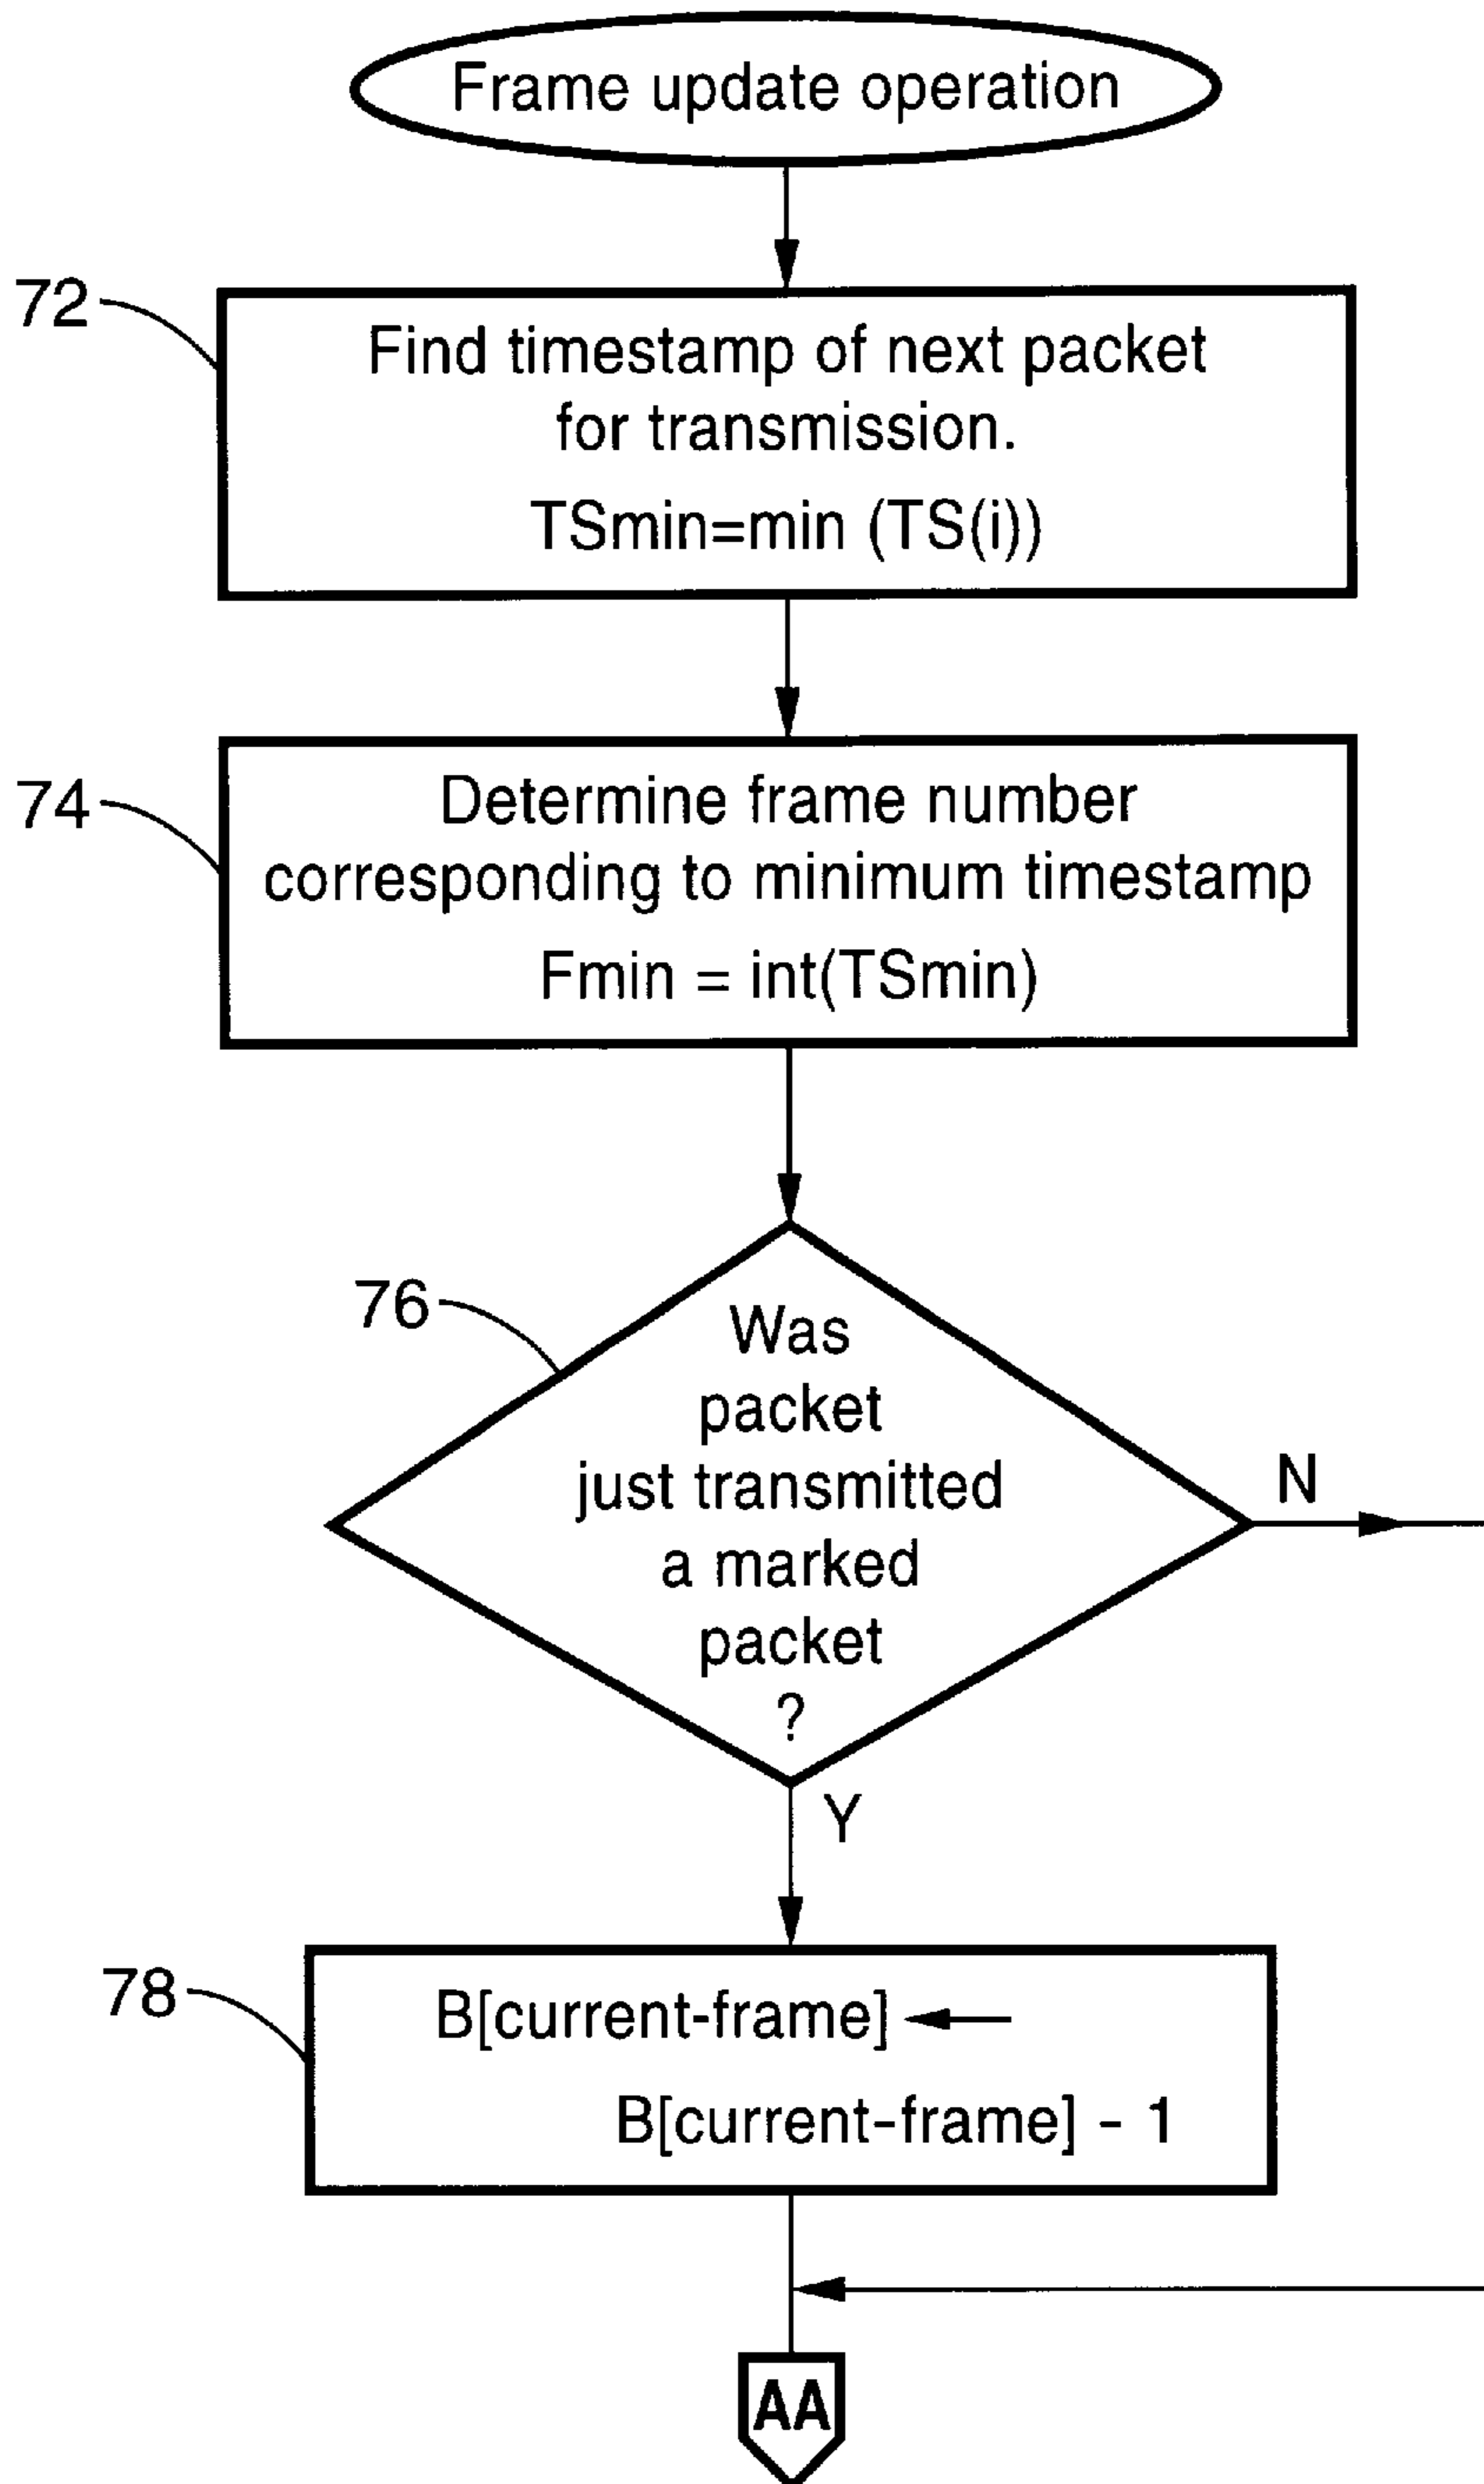 Frame update operation
72
Find timestamp of next packet
for transmission.
TSmin=min (TS(i))
74
Determine frame number
corresponding to minimum timestamp
Fmin = int(TSmin)
76
Was
packet
just transmitted
a marked
packet
?
N
Y
78
B[current-frame] ←
B[current-frame] - 1
AA